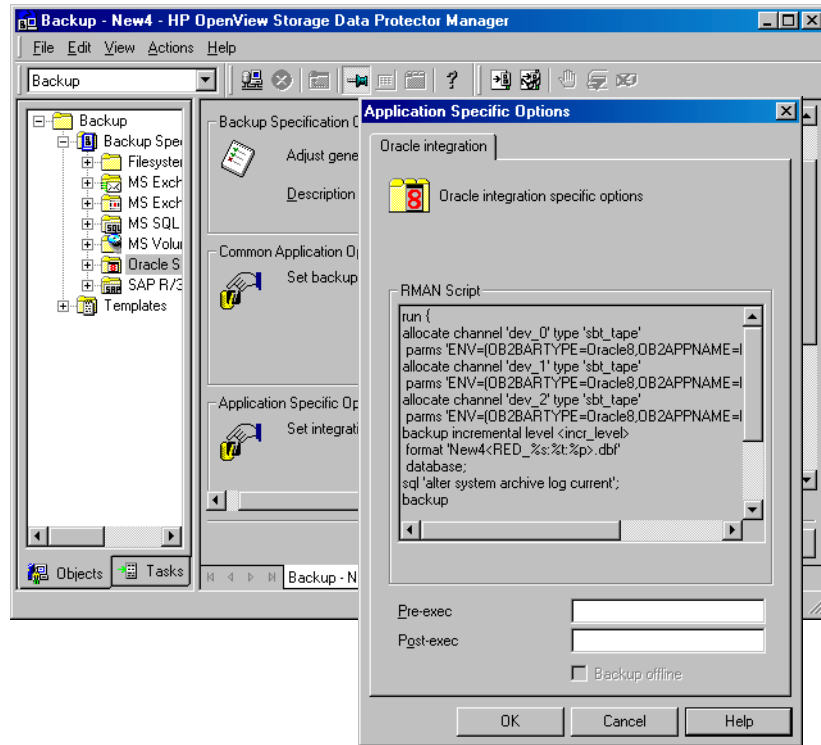 Backup - New4 - HP OpenView Storage Data Protector Manager
File Edit View Actions Help
Backup
Backup
Backup Spe
Filesyster
MS Exch
MS Exch
MS SQL
MS Volu
Oracle S
SAP R/3
Templates
Objects
Tasks
Backup Specification O
Adjust gene
Description
Common Application O
Set backup
Application Specific Op
Set integrati
Backup - N
Application Specific Options
Oracle integration
Oracle integration specific options
RMAN Script
run {
allocate channel 'dev_0' type 'sbt_tape'
parms 'ENV=(OB2BARTYPE=Oracle8,OB2APPNAME=
allocate channel 'dev_1' type 'sbt_tape'
parms 'ENV=(OB2BARTYPE=Oracle8,OB2APPNAME=
allocate channel 'dev_2' type 'sbt_tape'
parms 'ENV=(OB2BARTYPE=Oracle8,OB2APPNAME=
backup incremental level <incr_level>
format 'New4<RED_%s:%t:%p>.dbf'
database;
sql 'alter system archive log current';
backup
Pre-exec
Post-exec
Backup offline
OK Cancel Help